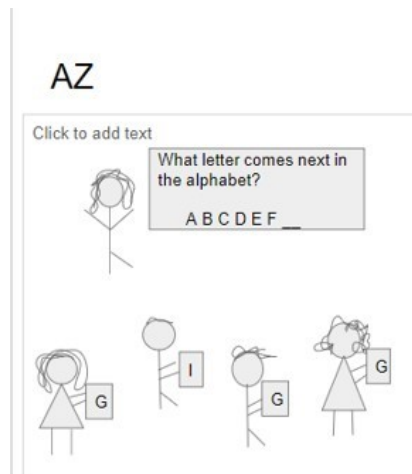 AZ
Click to add text
What letter comes next in
the alphabet?
A B C D E F __
I
G
G
G